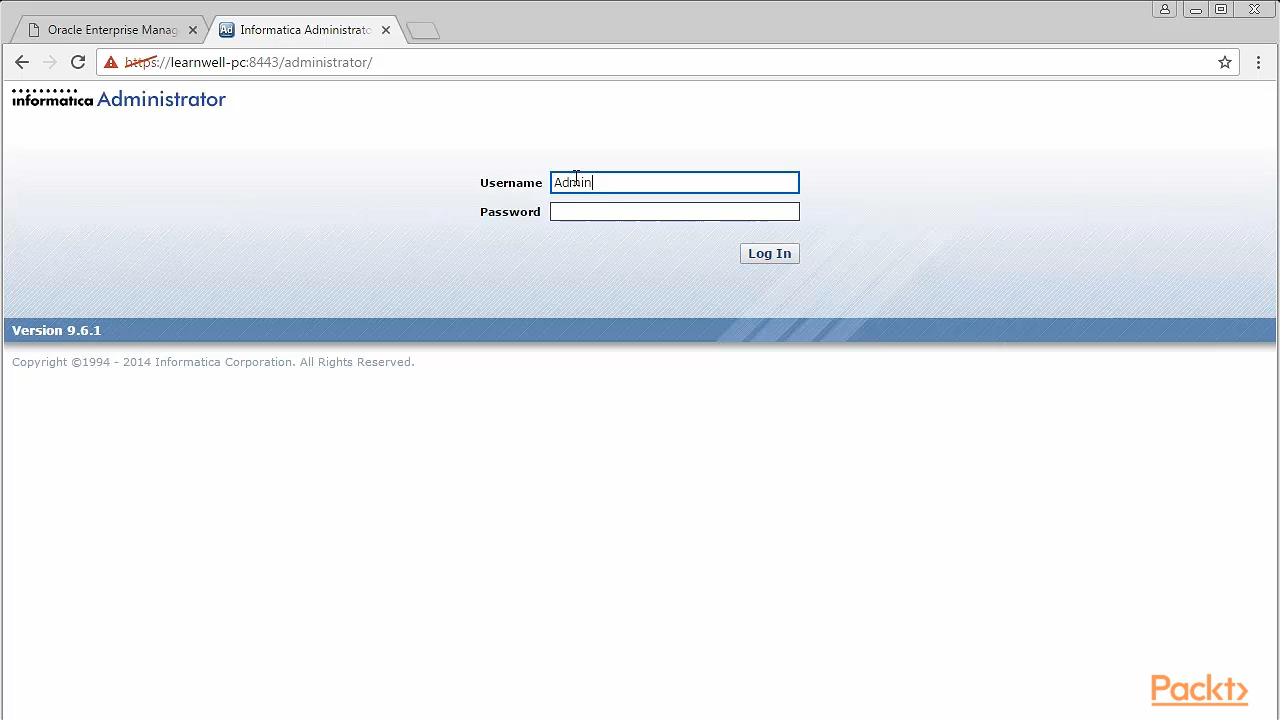 Oracle Enterprise Manag
Informatica Administrato
https://learnwell-pc:8443/administrator/
informatica Administrator
Username Admin
Password
Log In
Version 9.6.1
Copyright ©1994 - 2014 Informatica Corporation. All Rights Reserved.
Packt>